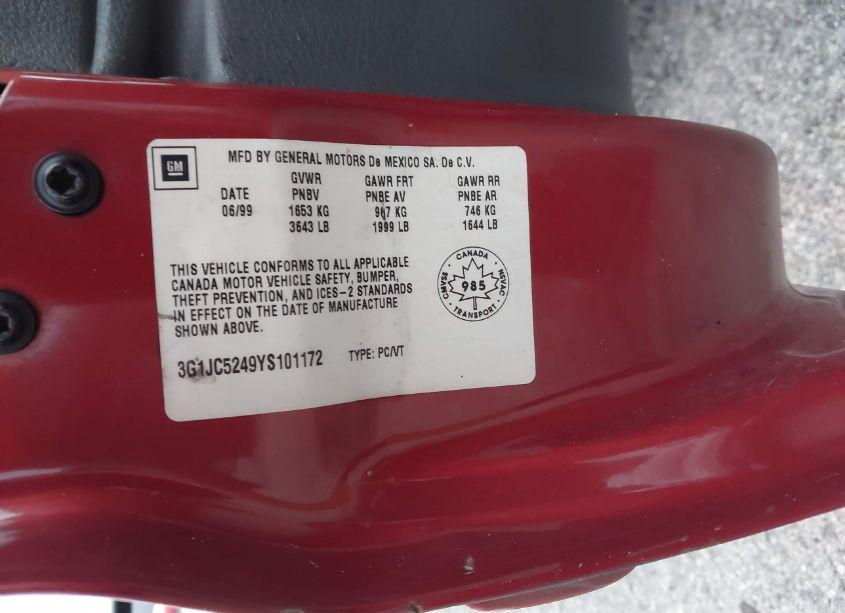 GM
MFD BY GENERAL MOTORS De MEXICO SA. De C.V.
GVWR GAWR FRT GAWR RR
DATE PNBV PNBE AV PNBE AR
06/99 1653 KG 907 KG 746 KG
3643 LB 1999 LB 1644 LB
THIS VEHICLE CONFORMS TO ALL APPLICABLE
CANADA MOTOR VEHICLE SAFETY, BUMPER,
THEFT PREVENTION, AND ICES-2 STANDARDS
IN EFFECT ON THE DATE OF MANUFACTURE
SHOWN ABOVE.
CANADA
CMVSS
985
NSVAC
TRANSPORT
3G1JC5249YS101172 TYPE: PC/VT